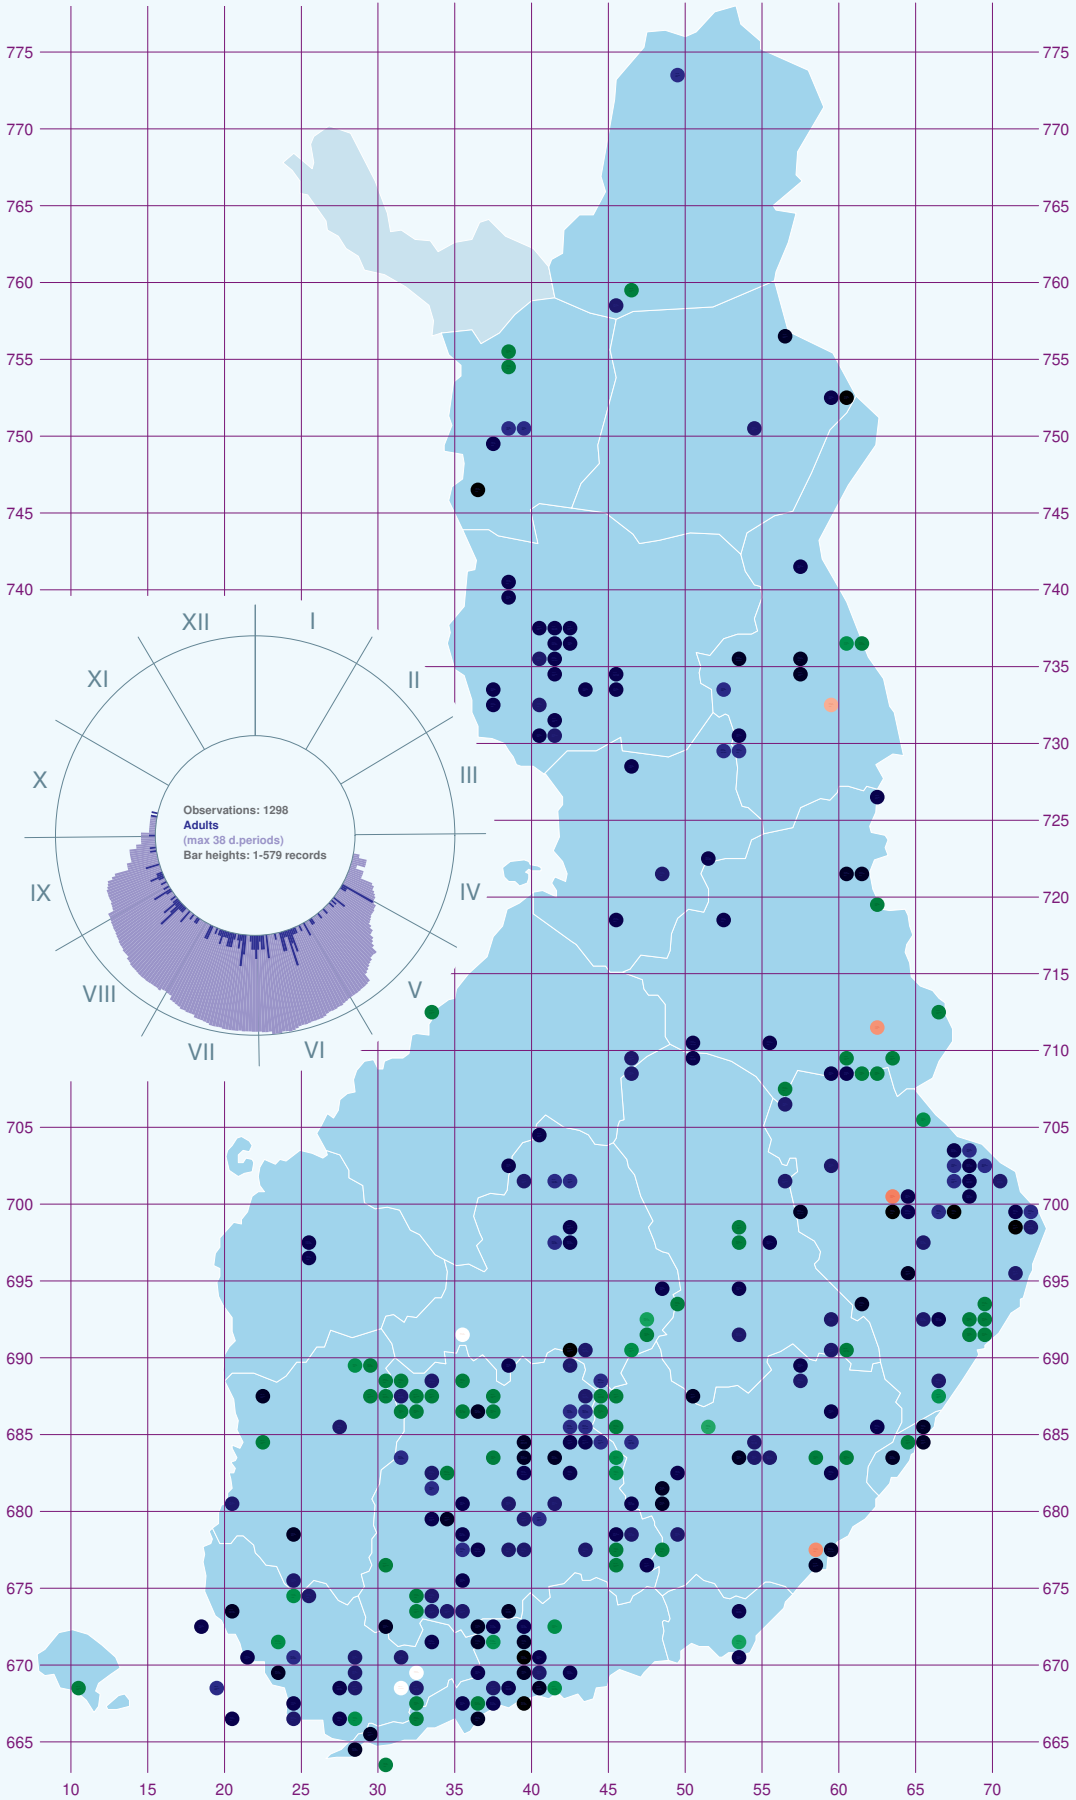 775 775
770 770
765 765
760 760
755 755
750 750
745 745
740 740
XII I
XI II
735
X III
730
Observations: 1298
Adults
(max 38 d.periods)
Bar heights: 1-579 records
725
IX IV
720
VIII V
715
VII VI
710
705 705
700 700
695 695
690 690
685 685
680 680
675 675
670 670
665 665
10 15 20 25 30 35 40 45 50 55 60 65 70